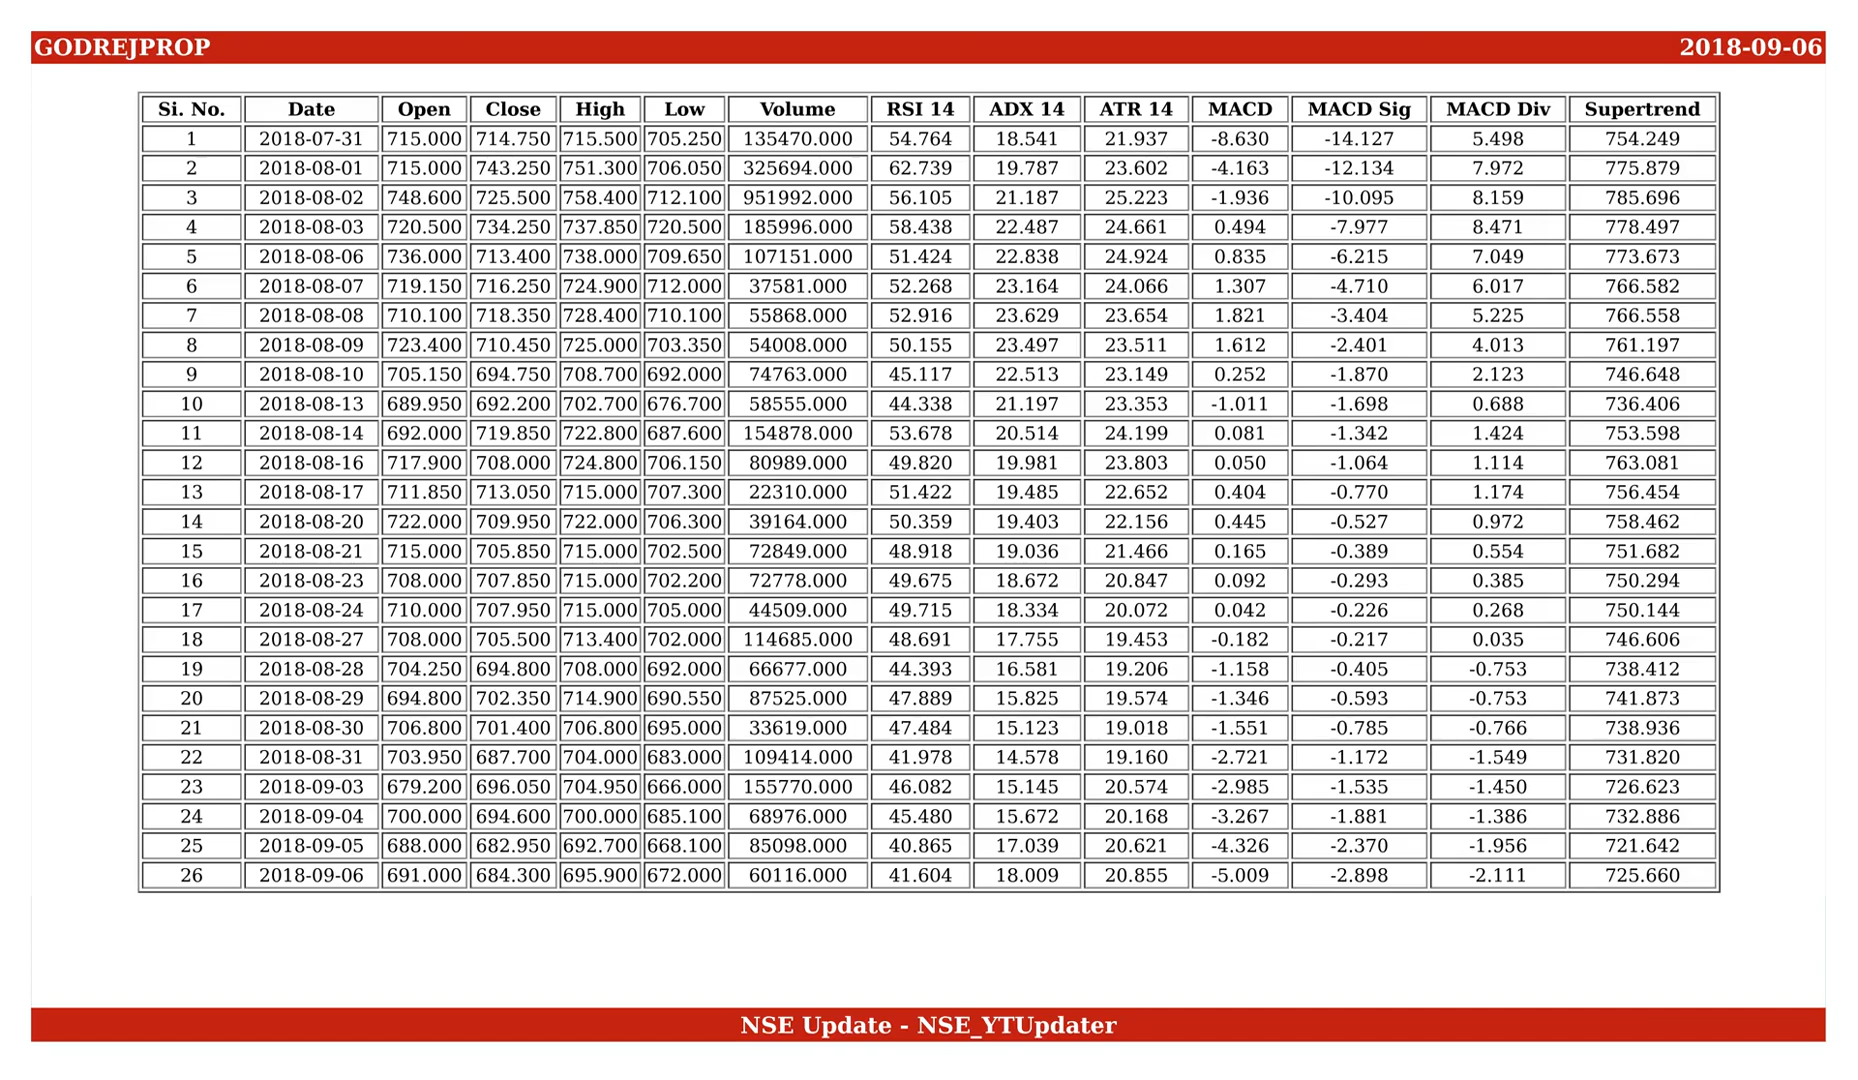 GODREJPROP 2018-09-06
Si. No. Date Open Close High Low Volume RSI 14 ADX 14 ATR 14 MACD MACD Sig MACD Div Supertrend
1 2018-07-31 715.000 714.750 715.500 705.250 135470.000 54.764 18.541 21.937 -8.630 -14.127 5.498 754.249
2 2018-08-01 715.000 743.250 751.300 706.050 325694.000 62.739 19.787 23.602 -4.163 -12.134 7.972 775.879
3 2018-08-02 748.600 725.500 758.400 712.100 951992.000 56.105 21.187 25.223 -1.936 -10.095 8.159 785.696
4 2018-08-03 720.500 734.250 737.850 720.500 185996.000 58.438 22.487 24.661 0.494 -7.977 8.471 778.497
5 2018-08-06 736.000 713.400 738.000 709.650 107151.000 51.424 22.838 24.924 0.835 -6.215 7.049 773.673
6 2018-08-07 719.150 716.250 724.900 712.000 37581.000 52.268 23.164 24.066 1.307 -4.710 6.017 766.582
7 2018-08-08 710.100 718.350 728.400 710.100 55868.000 52.916 23.629 23.654 1.821 -3.404 5.225 766.558
8 2018-08-09 723.400 710.450 725.000 703.350 54008.000 50.155 23.497 23.511 1.612 -2.401 4.013 761.197
9 2018-08-10 705.150 694.750 708.700 692.000 74763.000 45.117 22.513 23.149 0.252 -1.870 2.123 746.648
10 2018-08-13 689.950 692.200 702.700 676.700 58555.000 44.338 21.197 23.353 -1.011 -1.698 0.688 736.406
11 2018-08-14 692.000 719.850 722.800 687.600 154878.000 53.678 20.514 24.199 0.081 -1.342 1.424 753.598
12 2018-08-16 717.900 708.000 724.800 706.150 80989.000 49.820 19.981 23.803 0.050 -1.064 1.114 763.081
13 2018-08-17 711.850 713.050 715.000 707.300 22310.000 51.422 19.485 22.652 0.404 -0.770 1.174 756.454
14 2018-08-20 722.000 709.950 722.000 706.300 39164.000 50.359 19.403 22.156 0.445 -0.527 0.972 758.462
15 2018-08-21 715.000 705.850 715.000 702.500 72849.000 48.918 19.036 21.466 0.165 -0.389 0.554 751.682
16 2018-08-23 708.000 707.850 715.000 702.200 72778.000 49.675 18.672 20.847 0.092 -0.293 0.385 750.294
17 2018-08-24 710.000 707.950 715.000 705.000 44509.000 49.715 18.334 20.072 0.042 -0.226 0.268 750.144
18 2018-08-27 708.000 705.500 713.400 702.000 114685.000 48.691 17.755 19.453 -0.182 -0.217 0.035 746.606
19 2018-08-28 704.250 694.800 708.000 692.000 66677.000 44.393 16.581 19.206 -1.158 -0.405 -0.753 738.412
20 2018-08-29 694.800 702.350 714.900 690.550 87525.000 47.889 15.825 19.574 -1.346 -0.593 -0.753 741.873
21 2018-08-30 706.800 701.400 706.800 695.000 33619.000 47.484 15.123 19.018 -1.551 -0.785 -0.766 738.936
22 2018-08-31 703.950 687.700 704.000 683.000 109414.000 41.978 14.578 19.160 -2.721 -1.172 -1.549 731.820
23 2018-09-03 679.200 696.050 704.950 666.000 155770.000 46.082 15.145 20.574 -2.985 -1.535 -1.450 726.623
24 2018-09-04 700.000 694.600 700.000 685.100 68976.000 45.480 15.672 20.168 -3.267 -1.881 -1.386 732.886
25 2018-09-05 688.000 682.950 692.700 668.100 85098.000 40.865 17.039 20.621 -4.326 -2.370 -1.956 721.642
26 2018-09-06 691.000 684.300 695.900 672.000 60116.000 41.604 18.009 20.855 -5.009 -2.898 -2.111 725.660
NSE Update - NSE_YTUpdater